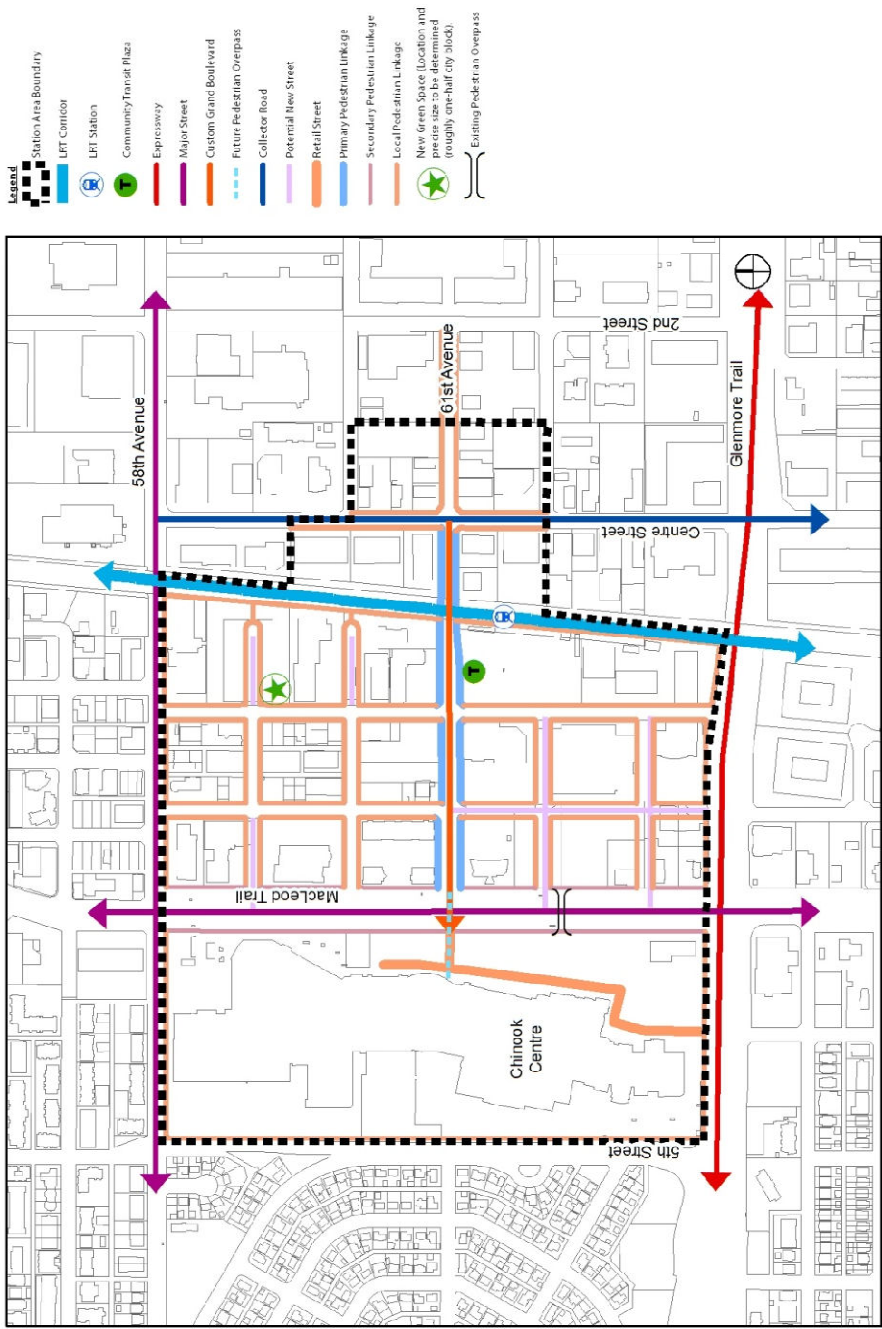 Legend
Station Area Boundary
LRT Corridor
LRT Station
T
Community Transit Plaza
Expressway
Major Street
Custom Grand Boulevard
Future Pedestrian Overpass
Collector Road
Potential New Street
Retail Street
Primary Pedestrian Linkage
Secondary Pedestrian Linkage
Local Pedestrian Linkage
New Green Space (Location and
precise size to be determined
(roughly one-half city block).
Existing Pedestrian Overpass
58th Avenue
61st Avenue
2nd Street
Glenmore Trail
Centre Street
T
MacLeod Trail
Chinook
Centre
5th Street